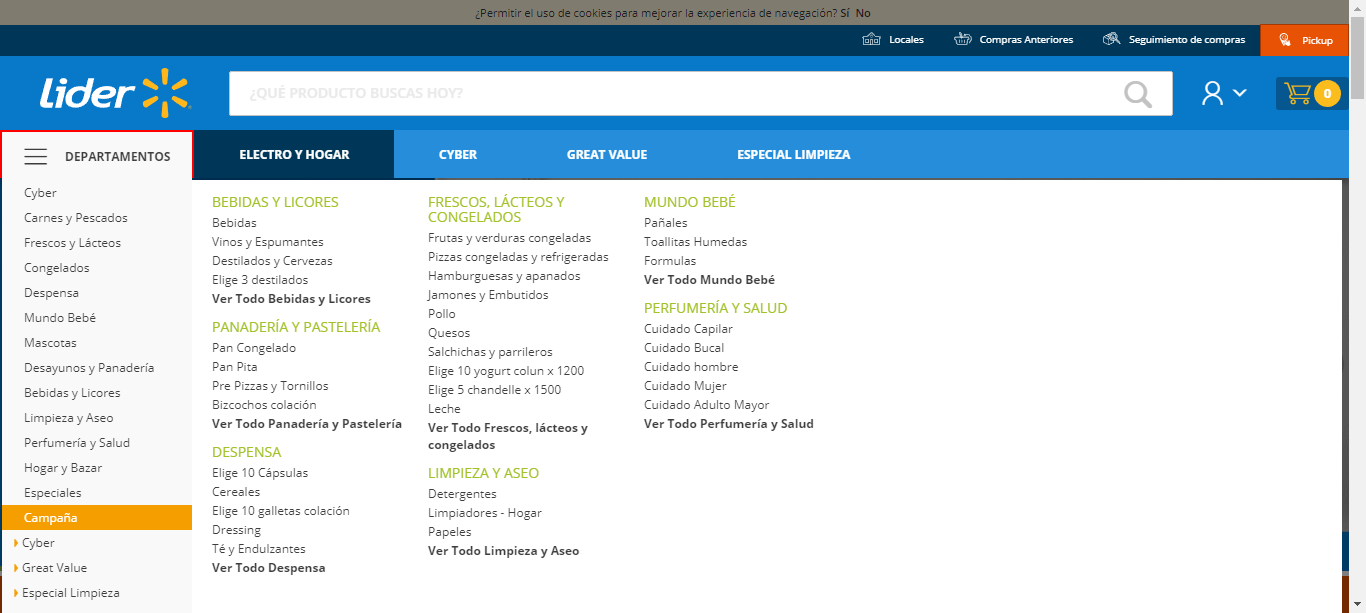 ¿Permitir el uso de cookies para mejorar la experiencia de navegación? Sí No
Locales Compras Anteriores Seguimiento de compras Pickup
Lider ¿QUÉ PRODUCTO BUSCAS HOY? 0
DEPARTAMENTOS ELECTRO Y HOGAR CYBER GREAT VALUE ESPECIAL LIMPIEZA
Cyber
Carnes y Pescados
Frescos y Lácteos
Congelados
Despensa
Mundo Bebé
Mascotas
Desayunos y Panadería
Bebidas y Licores
Limpieza y Aseo
Perfumería y Salud
Hogar y Bazar
Especiales
Campaña
Cyber
Great Value
Especial Limpieza
BEBIDAS Y LICORES
Bebidas
Vinos y Espumantes
Destilados y Cervezas
Elige 3 destilados
Ver Todo Bebidas y Licores
PANADERÍA Y PASTELERÍA
Pan Congelado
Pan Pita
Pre Pizzas y Tornillos
Bizcochos colación
Ver Todo Panadería y Pastelería
DESPENSA
Elige 10 Cápsulas
Cereales
Elige 10 galletas colación
Dressing
Té y Endulzantes
Ver Todo Despensa
FRESCOS, LÁCTEOS Y
CONGELADOS
Frutas y verduras congeladas
Pizzas congeladas y refrigeradas
Hamburguesas y apanados
Jamones y Embutidos
Pollo
Quesos
Salchichas y parrileros
Elige 10 yogurt colun x 1200
Elige 5 chandelle x 1500
Leche
Ver Todo Frescos, lácteos y
congelados
LIMPIEZA Y ASEO
Detergentes
Limpiadores - Hogar
Papeles
Ver Todo Limpieza y Aseo
MUNDO BEBÉ
Pañales
Toallitas Humedas
Formulas
Ver Todo Mundo Bebé
PERFUMERÍA Y SALUD
Cuidado Capilar
Cuidado Bucal
Cuidado hombre
Cuidado Mujer
Cuidado Adulto Mayor
Ver Todo Perfumería y Salud